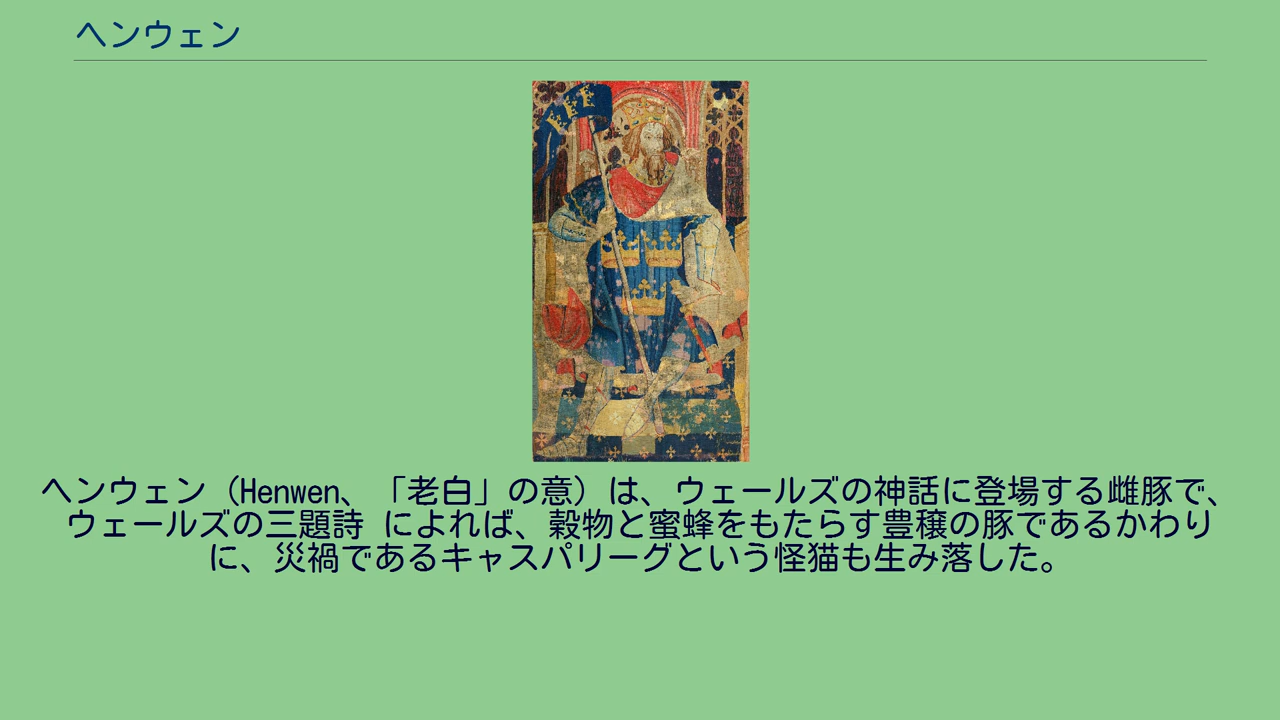 ヘンウェン
ヘンウェン（Henwen、「老白」の意）は、ウェールズの神話に登場する雌豚で、
ウェールズの三題詩 によれば、穀物と蜜蜂をもたらす豊穣の豚であるかわり
に、災禍であるキャスパリーグという怪猫も生み落した。